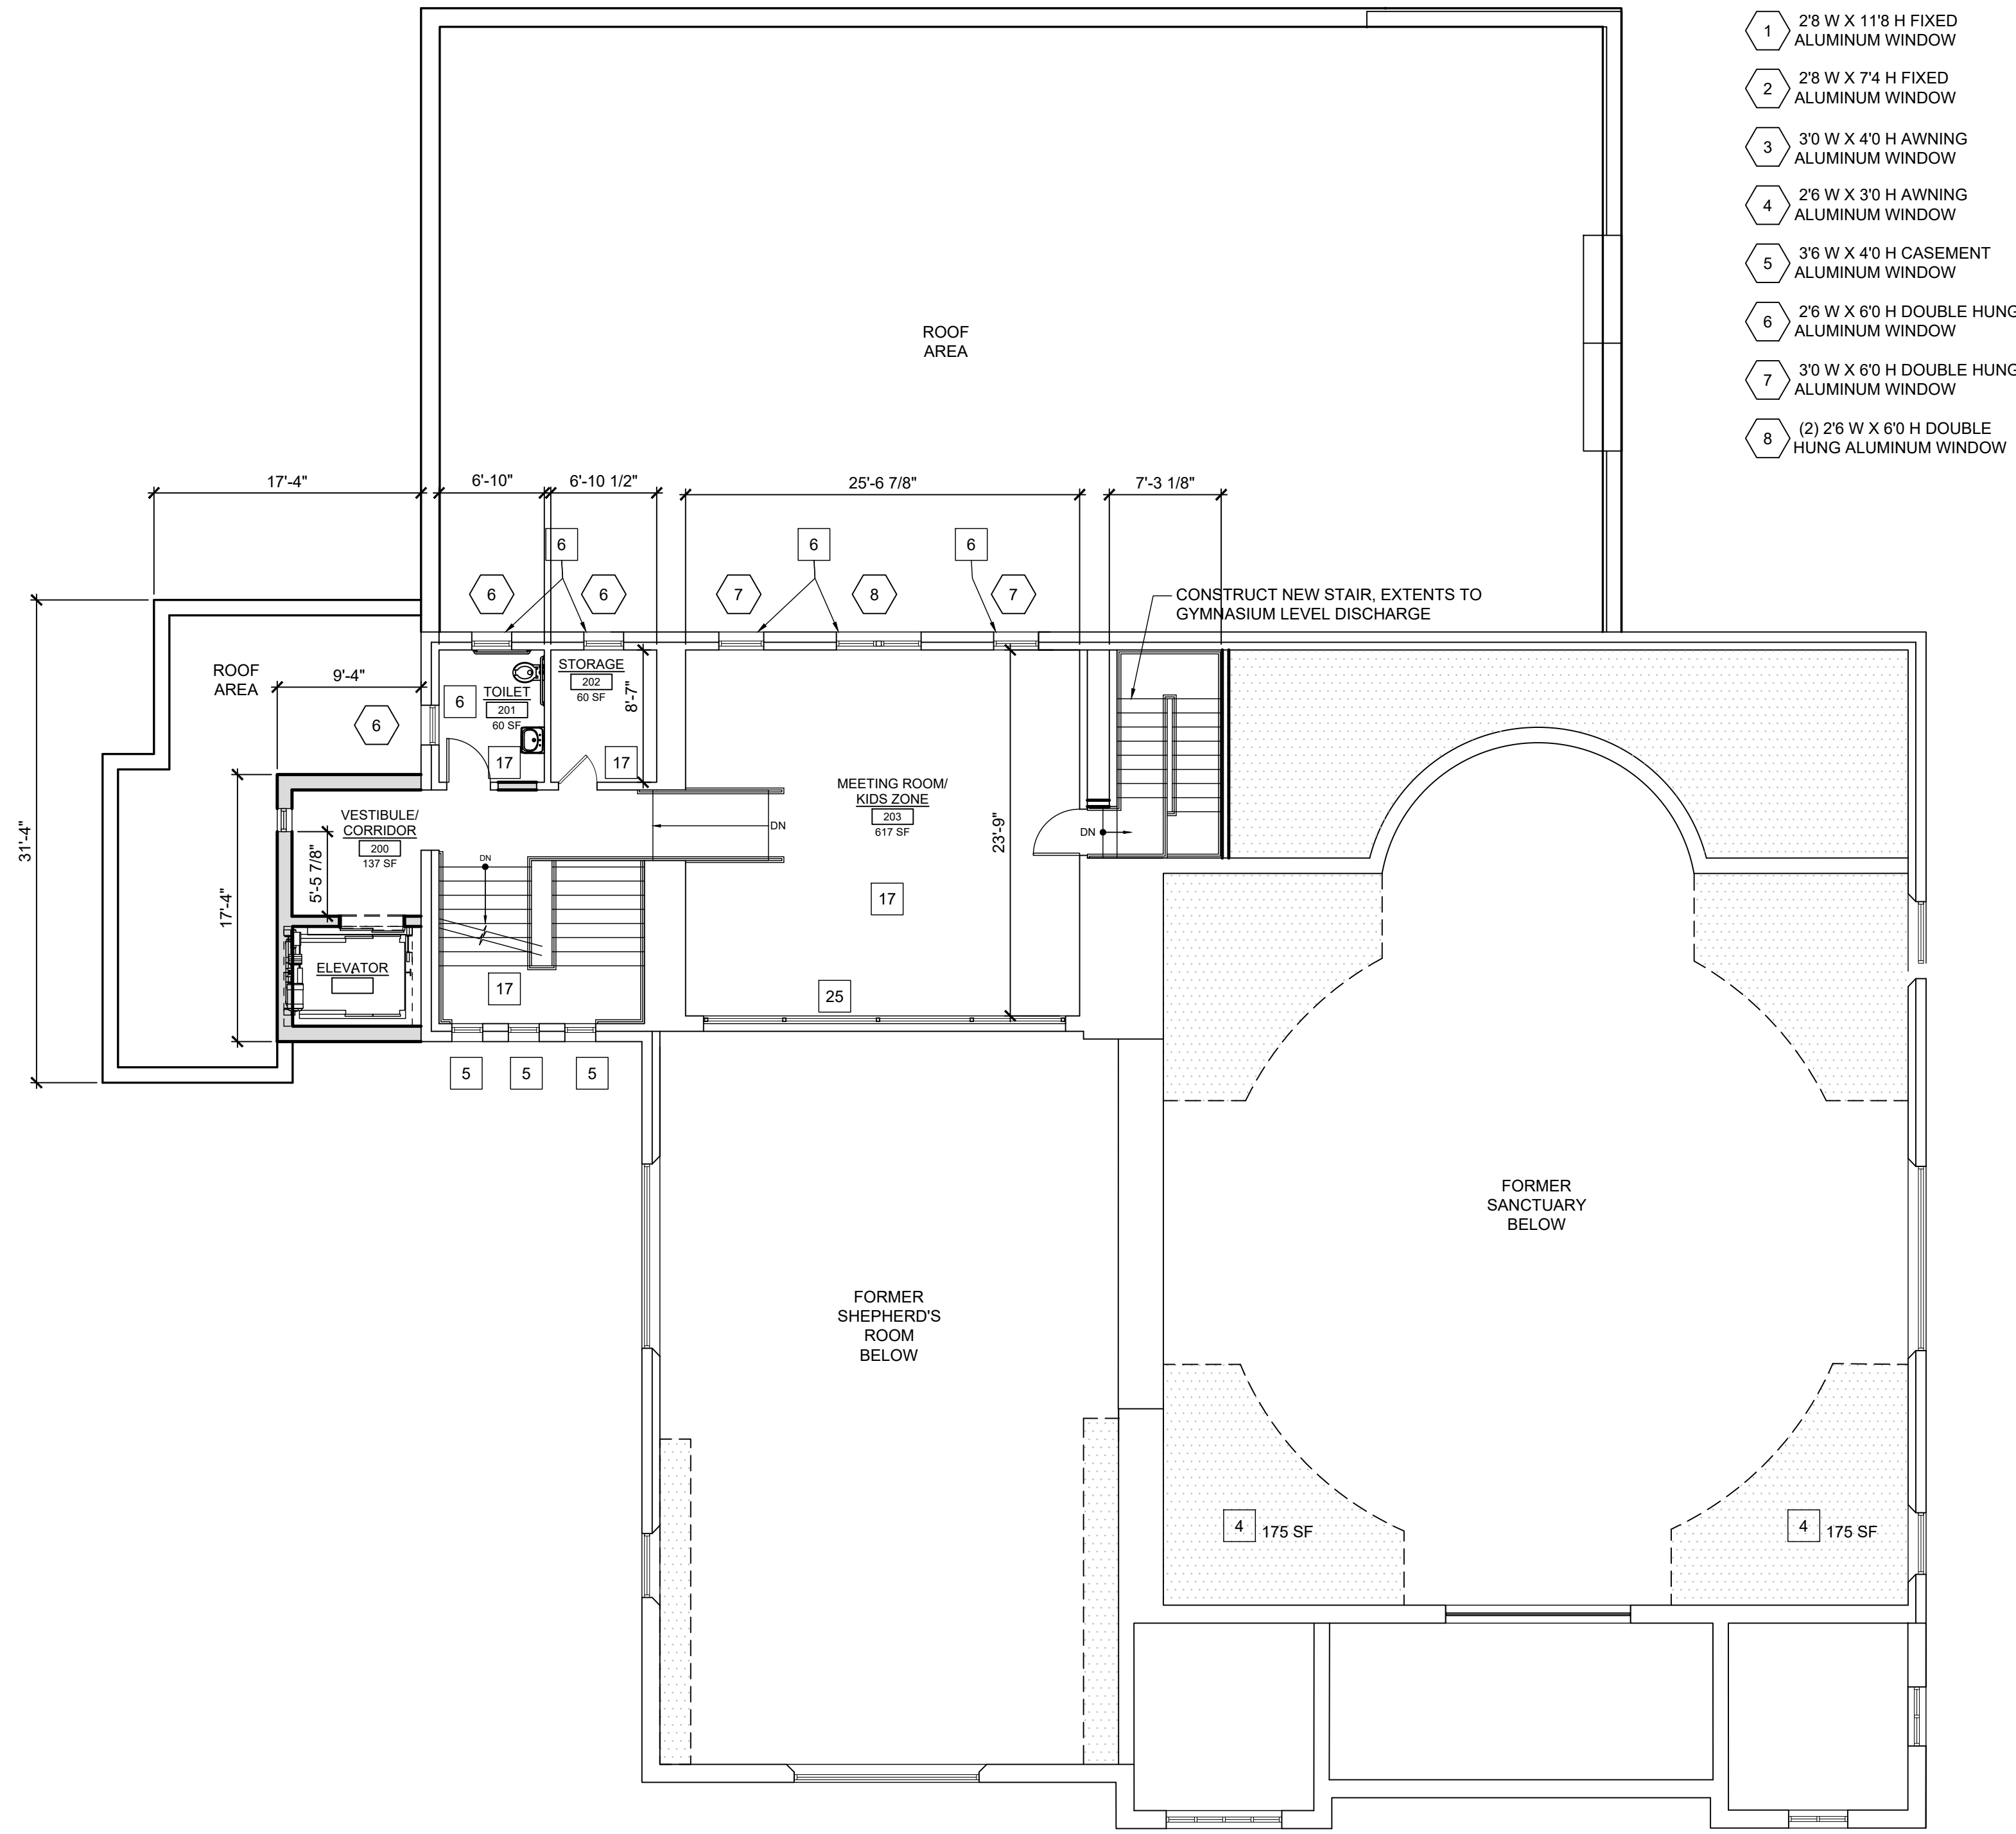 1
2'8 W X 11'8 H FIXED
ALUMINUM WINDOW
2
2'8 W X 7'4 H FIXED
ALUMINUM WINDOW
3
3'0 W X 4'0 H AWNING
ALUMINUM WINDOW
4
2'6 W X 3'0 H AWNING
ALUMINUM WINDOW
5
3'6 W X 4'0 H CASEMENT
ALUMINUM WINDOW
6
2'6 W X 6'0 H DOUBLE HUNG
ALUMINUM WINDOW
7
3'0 W X 6'0 H DOUBLE HUNG
ALUMINUM WINDOW
8
(2) 2'6 W X 6'0 H DOUBLE
HUNG ALUMINUM WINDOW
ROOF
AREA
17'-4"
6'-10"
6'-10 1/2"
25'-6 7/8"
7'-3 1/8"
6
6
6
6
6
7
8
7
CONSTRUCT NEW STAIR, EXTENTS TO
GYMNASIUM LEVEL DISCHARGE
ROOF
AREA
9'-4"
6
6
TOILET
201
60 SF
17
STORAGE
202
60 SF
8'-7"
17
MEETING ROOM/
KIDS ZONE
203
617 SF
23'-9"
DN
DN
VESTIBULE/
CORRIDOR
200
137 SF
5'-5 7/8"
31'-4"
17'-4"
DN
17
ELEVATOR
17
25
5
5
5
FORMER
SANCTUARY
BELOW
FORMER
SHEPHERD'S
ROOM
BELOW
4
175 SF
4
175 SF